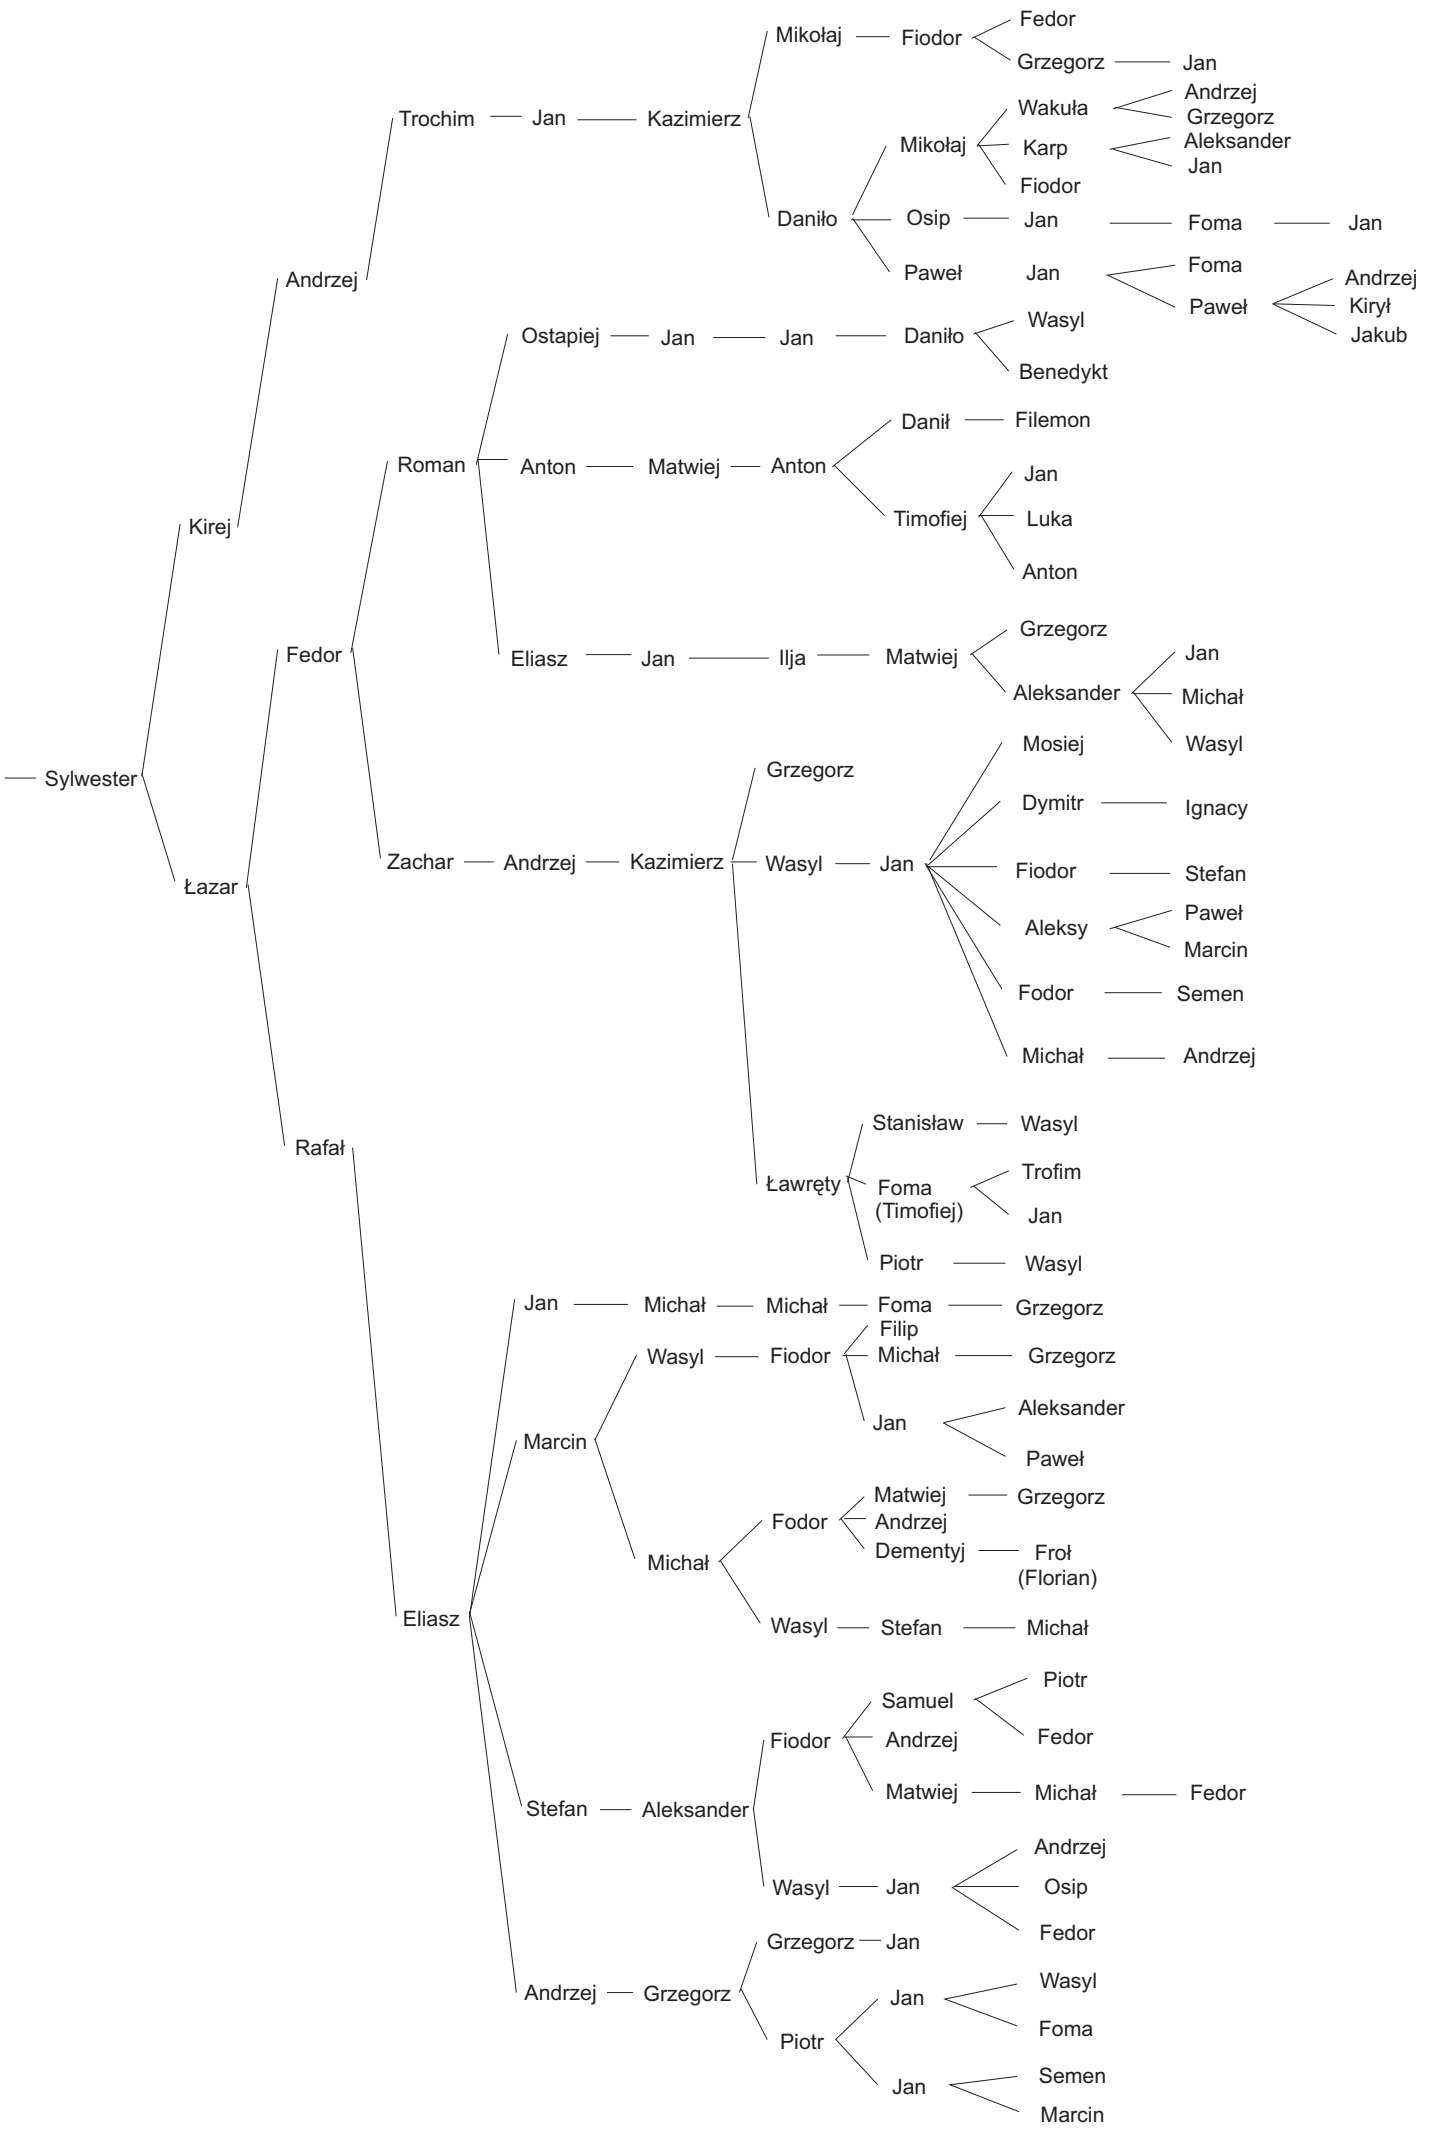 Fedor
Mikołaj
Fiodor
Grzegorz
Jan
Andrzej
Wakuła
Grzegorz
Trochim
Jan
Kazimierz
Aleksander
Mikołaj
Karp
Jan
Fiodor
Daniło
Osip
Jan
Foma
Jan
Foma
Paweł
Jan
Andrzej
Andrzej
Paweł
Kirył
Wasyl
Ostapiej
Jan
Jan
Daniło
Jakub
Benedykt
Danił
Filemon
Roman
Anton
Matwiej
Anton
Jan
Timofiej
Luka
Kirej
Anton
Grzegorz
Fedor
Eliasz
Jan
Ilja
Matwiej
Jan
Aleksander
Michał
Mosiej
Wasyl
Sylwester
Grzegorz
Dymitr
Ignacy
Zachar
Andrzej
Kazimierz
Wasyl
Jan
Fiodor
Stefan
Łazar
Paweł
Aleksy
Marcin
Fodor
Semen
Michał
Andrzej
Stanisław
Wasyl
Rafał
Trofim
Ławręty
Foma
(Timofiej)
Jan
Piotr
Wasyl
Jan
Michał
Michał
Foma
Grzegorz
Filip
Wasyl
Fiodor
Michał
Grzegorz
Aleksander
Jan
Marcin
Paweł
Matwiej
Grzegorz
Fodor
Andrzej
Dementyj
Froł
Michał
(Florian)
Eliasz
Wasyl
Stefan
Michał
Piotr
Samuel
Fiodor
Andrzej
Fedor
Matwiej
Michał
Fedor
Stefan
Aleksander
Andrzej
Wasyl
Jan
Osip
Fedor
Grzegorz
Jan
Wasyl
Andrzej
Grzegorz
Jan
Foma
Piotr
Semen
Jan
Marcin